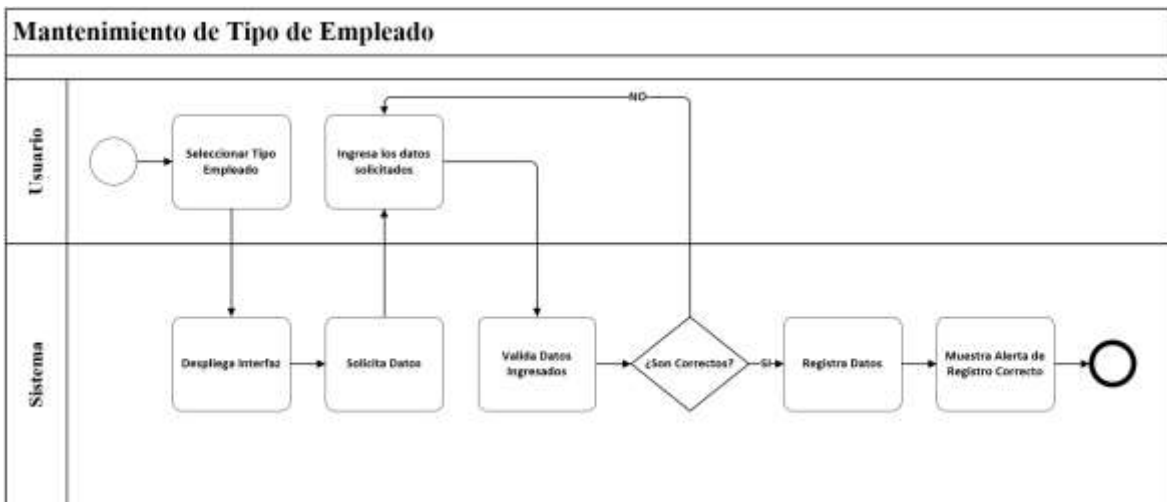 Mantenimiento de Tipo de Empleado
Usuario
Seleccionar Tipo
Empleado
Ingresa los datos
solicitados
NO
Sistema
Despliega Interfaz
Solicita Datos
Valida Datos
Ingresados
¿Son Correctos?
SI
Registra Datos
Muestra Alerta de
Registro Correcto